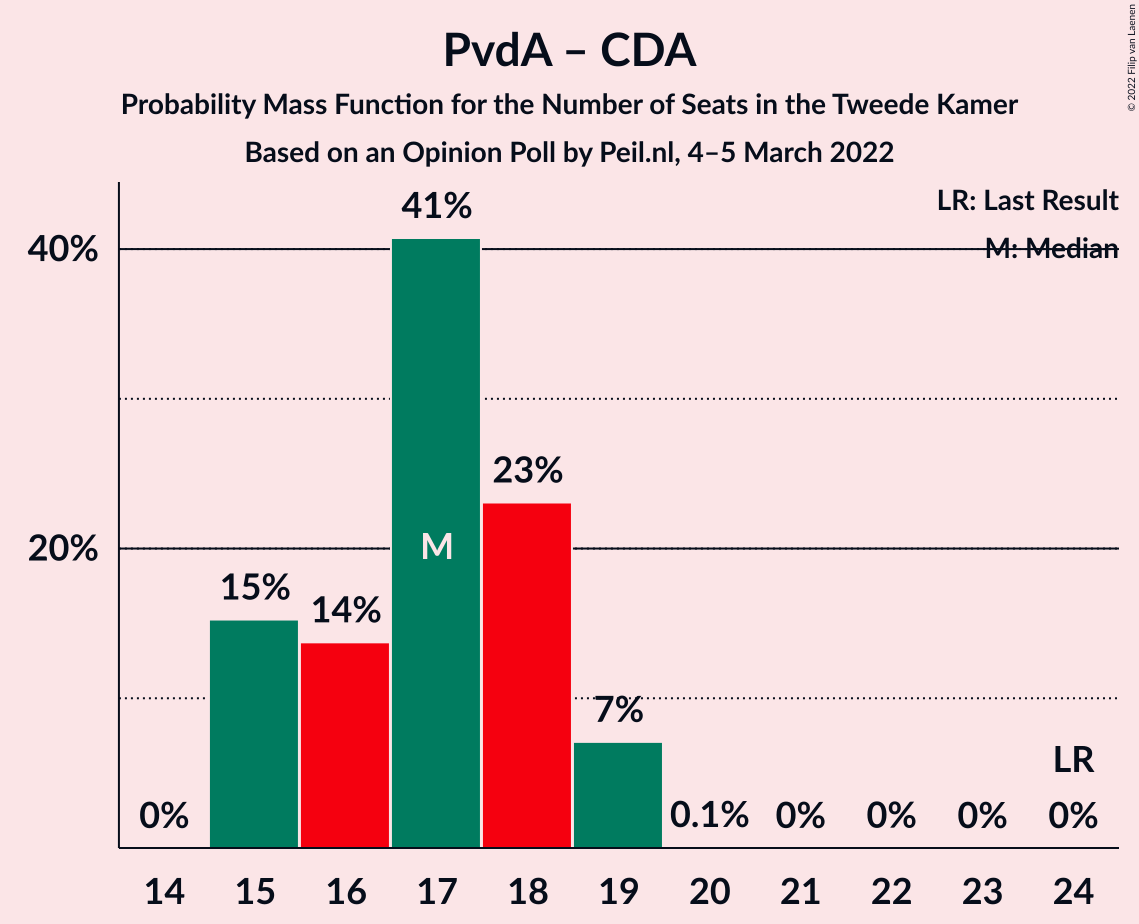 PvdA – CDA
Probability Mass Function for the Number of Seats in the Tweede Kamer
Based on an Opinion Poll by Peil.nl, 4–5 March 2022
© 2022 Filip van Laenen
LR: Last Result
M: Median
40%
20%
0%
15%
14%
41%
M
23%
7%
0.1%
0%
0%
0%
LR
0%
14 15 16 17 18 19 20 21 22 23 24